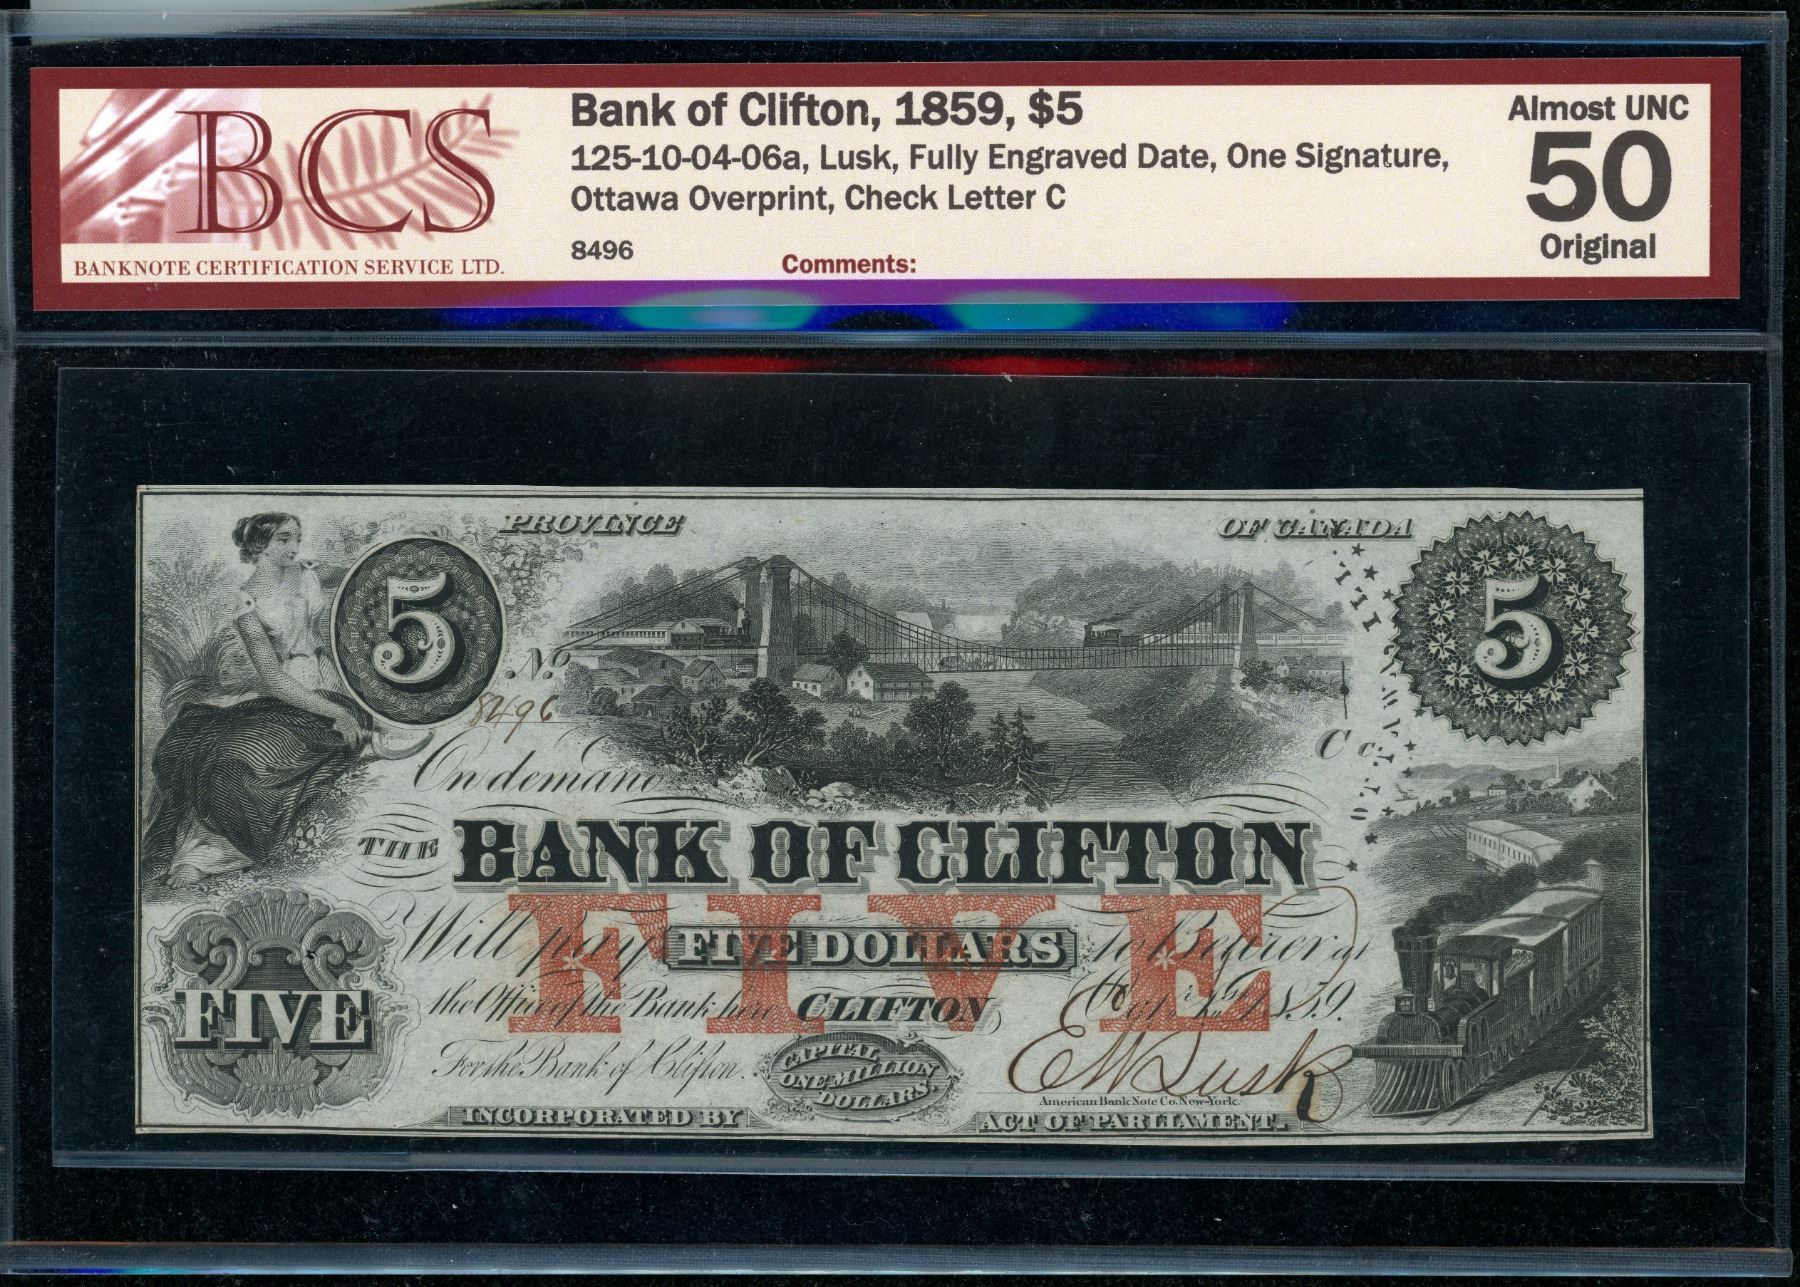 BCS
BANKNOTE CERTIFICATION SERVICE LTD.
Bank of Clifton, 1859, $5
125-10-04-06a, Lusk, Fully Engraved Date, One Signature,
Ottawa Overprint, Check Letter C
8496
Comments:
Almost UNC
50
Original
PROVINCE OF CANADA
5
5
No
8496
C
On demand
THE BANK OF CLIFTON
FIVE
Will pay FIVE DOLLARS to Bearer at
the Office of the Bank here CLIFTON Oct. 1859.
FIVE
For the Bank of Clifton.
CAPITAL
ONE MILLION
DOLLARS.
EW Lusk
American Bank Note Co. New-York.
INCORPORATED BY ACT OF PARLIAMENT.